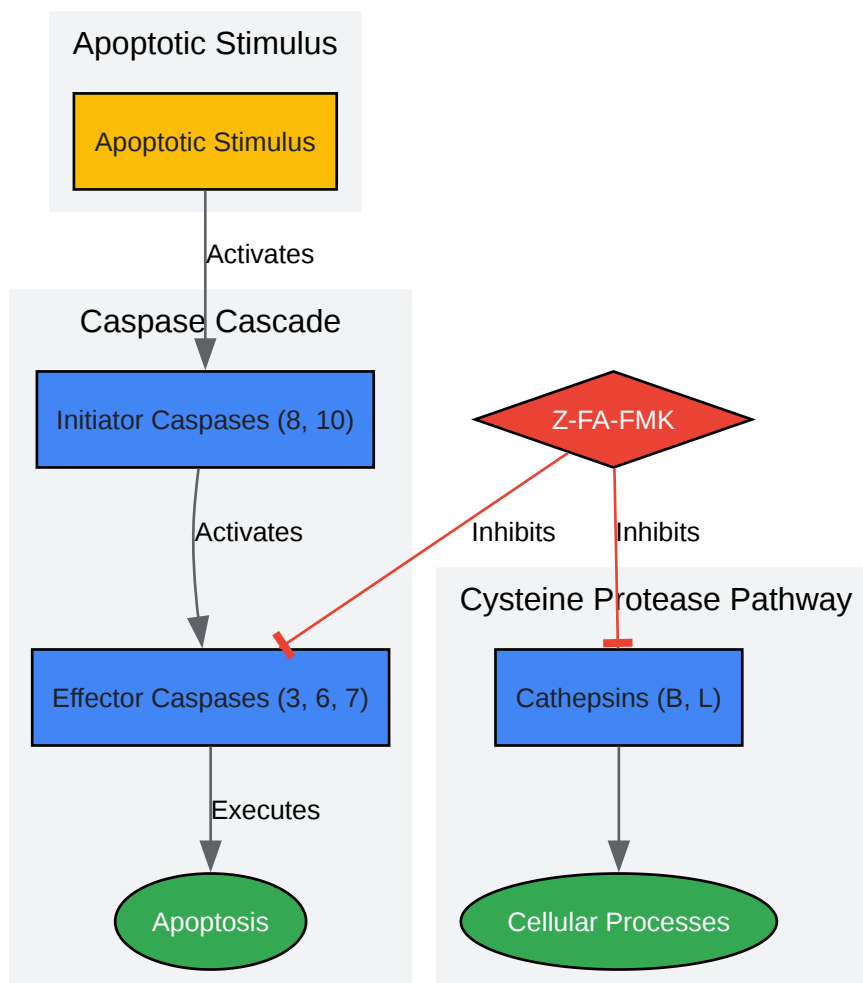 Apoptotic Stimulus
Apoptotic Stimulus
Activates
Caspase Cascade
Initiator Caspases (8, 10)
Z-FA-FMK
Activates
Inhibits
Inhibits
Cysteine Protease Pathway
Effector Caspases (3, 6, 7)
Cathepsins (B, L)
Executes
Apoptosis
Cellular Processes